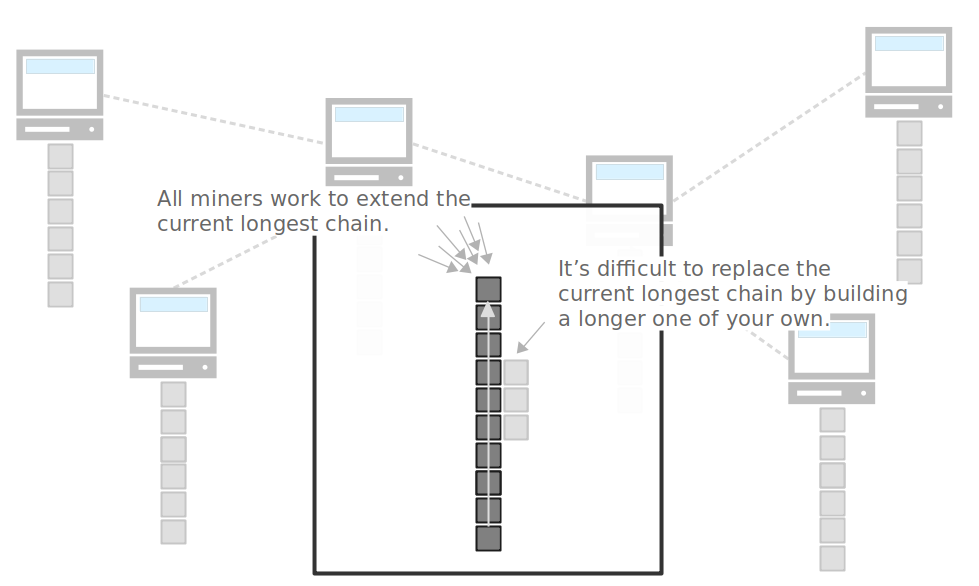 All miners work to extend the
current longest chain.
It’s difficult to replace the
current longest chain by building
a longer one of your own.